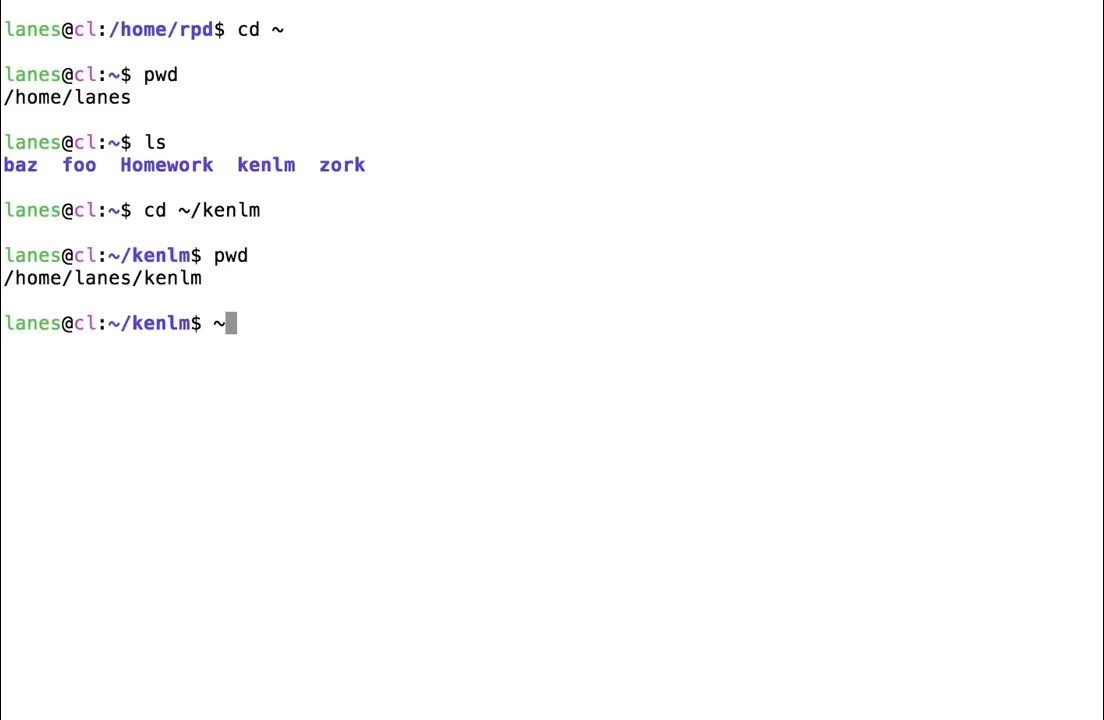 lanes@cl:/home/rpd$ cd ~
lanes@cl:~$ pwd
/home/lanes
lanes@cl:~$ ls
baz  foo  Homework  kenlm  zork
lanes@cl:~$ cd ~/kenlm
lanes@cl:~/kenlm$ pwd
/home/lanes/kenlm
lanes@cl:~/kenlm$ ~